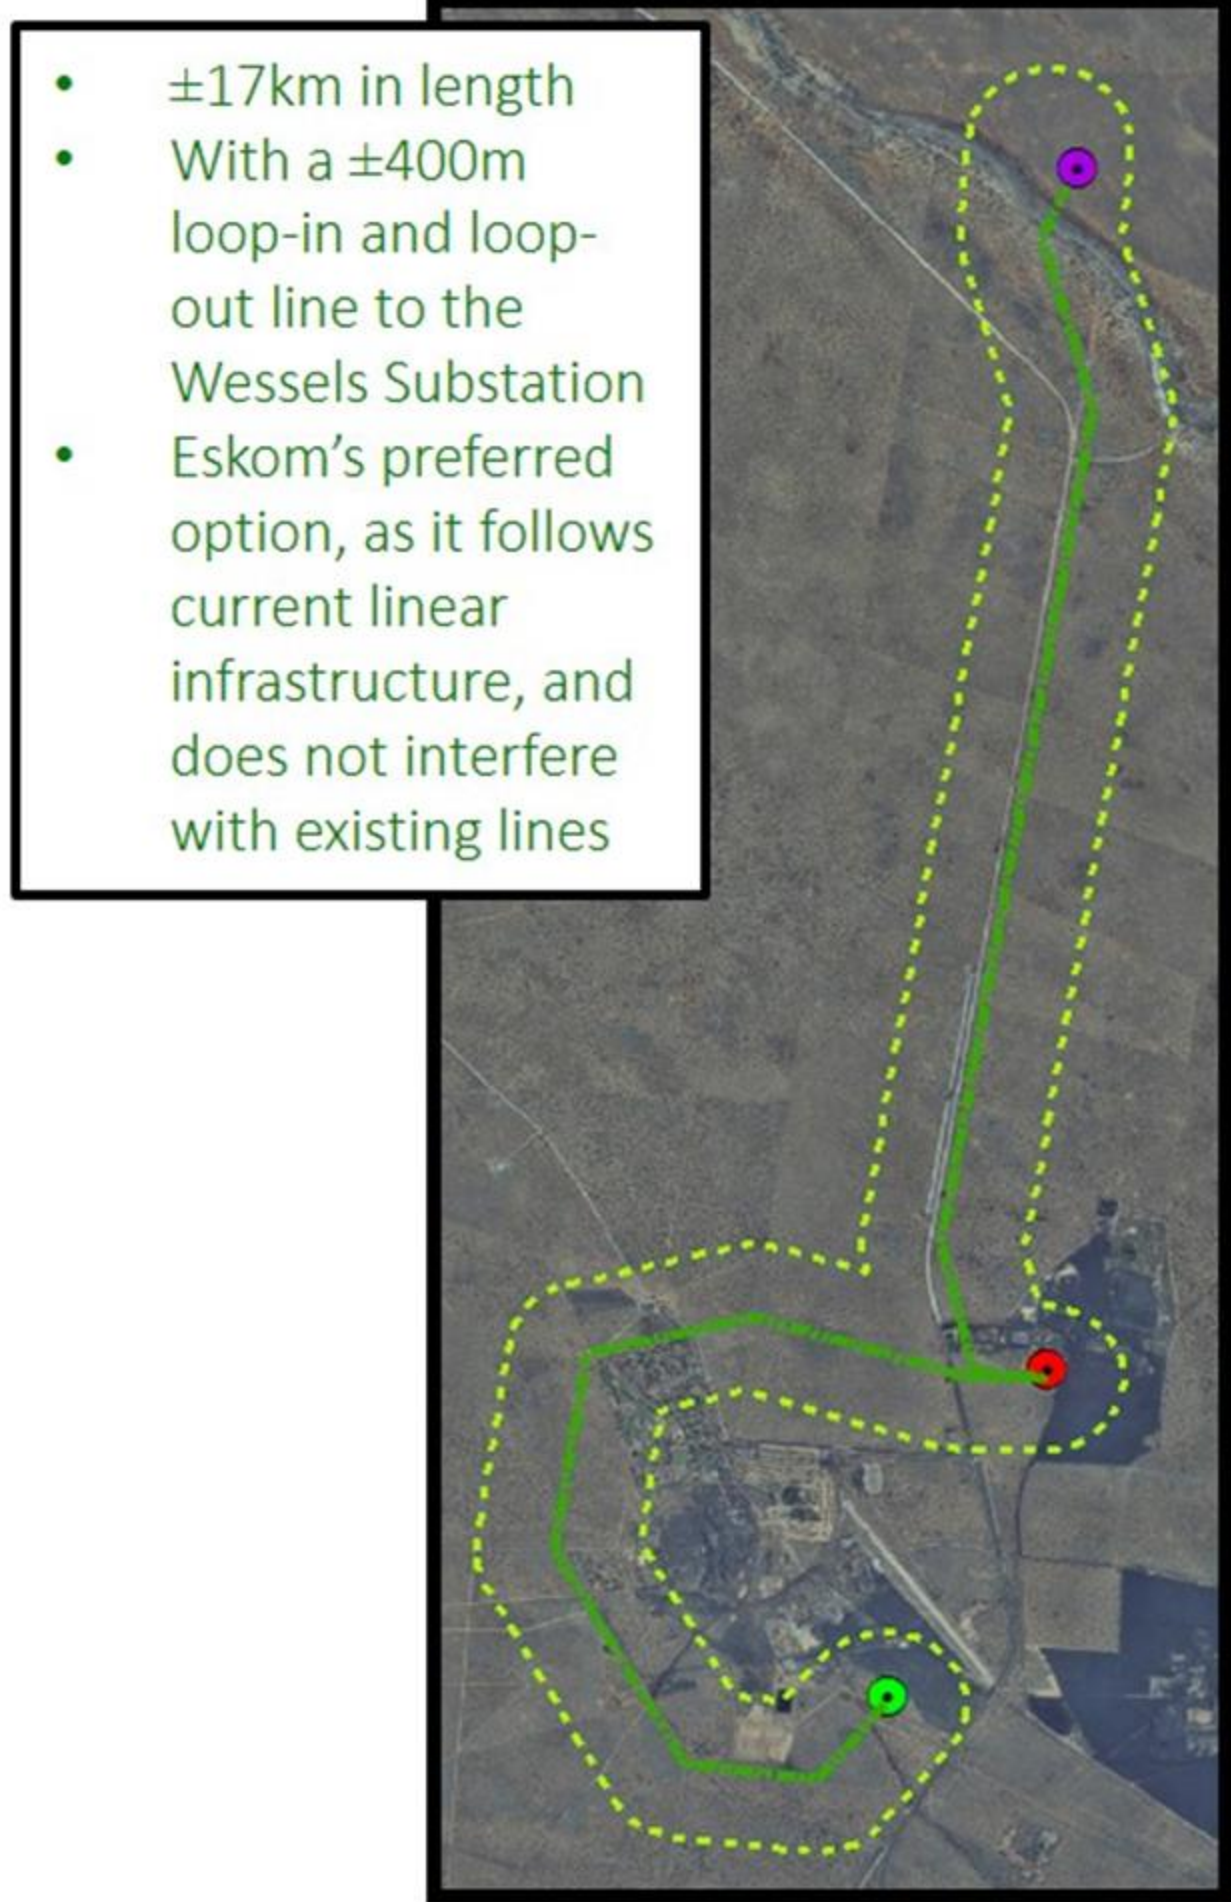 • ±17km in length
• With a ±400m
loop-in and loop-
out line to the
Wessels Substation
• Eskom’s preferred
option, as it follows
current linear
infrastructure, and
does not interfere
with existing lines